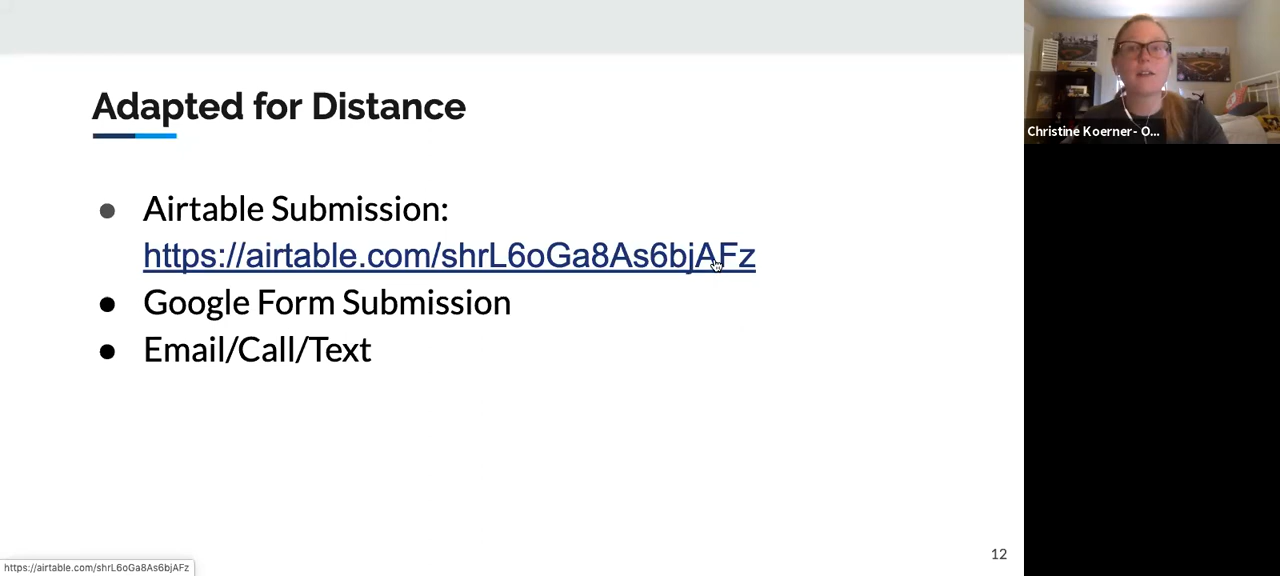 Adapted for Distance
● Airtable Submission:
https://airtable.com/shrL6oGa8As6bjAFz
● Google Form Submission
● Email/Call/Text
12
https://airtable.com/shrL6oGa8As6bjAFz
Christine Koerner- O...